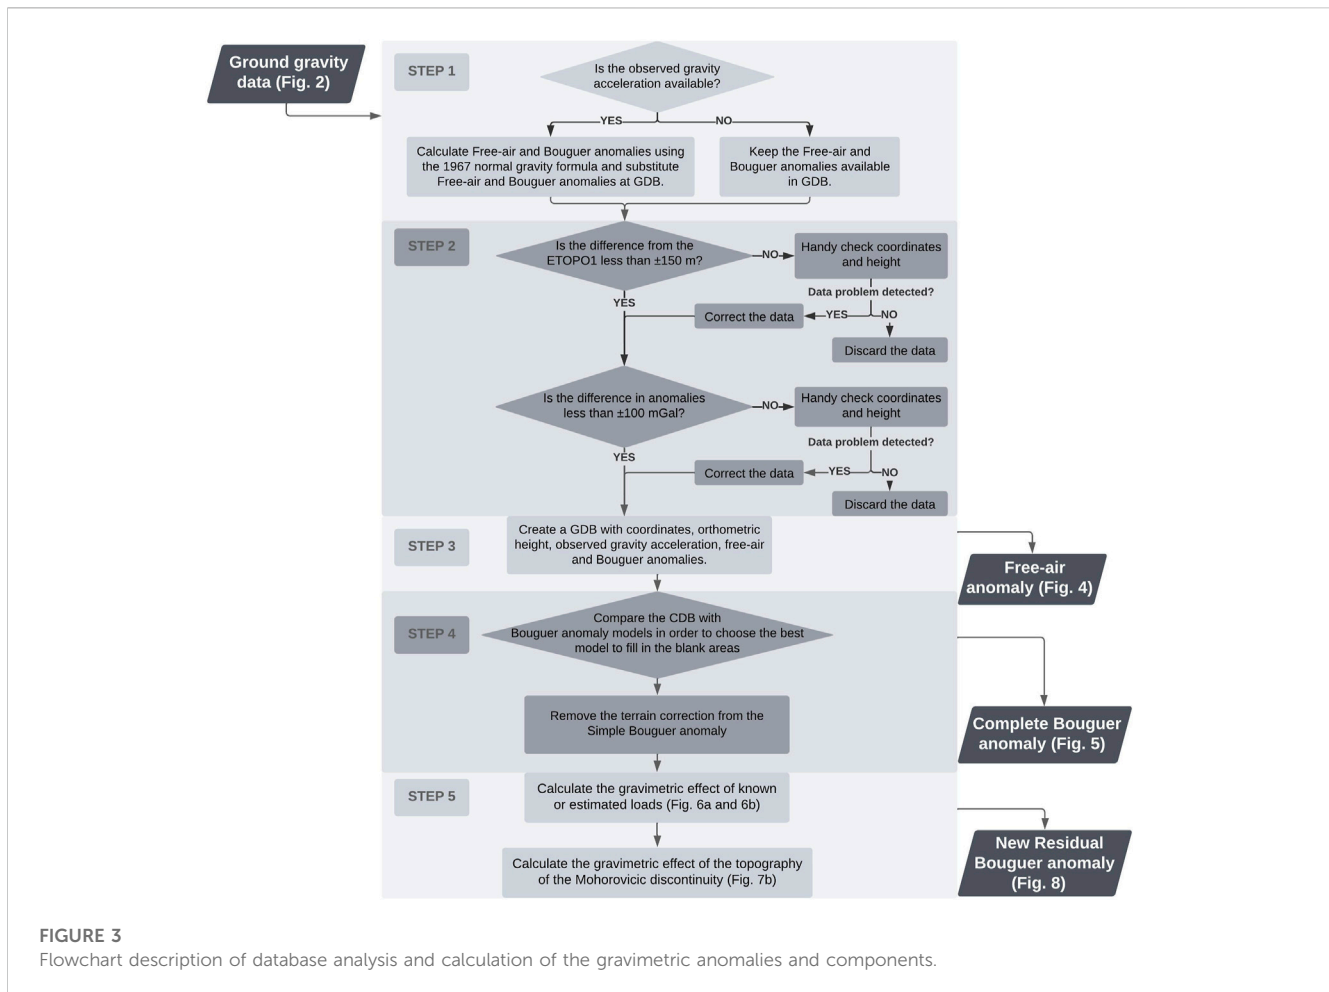 Ground gravity
data (Fig. 2)
STEP 1
Is the observed gravity
acceleration available?
YES
NO
Calculate Free-air and Bouguer anomalies using
the 1967 normal gravity formula and substitute
Free-air and Bouguer anomalies at GDB.
Keep the Free-air and
Bouguer anomalies available
in GDB.
STEP 2
Is the difference from the
ETOPO1 less than ±150 m?
NO
Handy check coordinates
and height
Data problem detected?
YES
Correct the data
YES
NO
Discard the data
Is the difference in anomalies
less than ±100 mGal?
NO
Handy check coordinates
and height
Data problem detected?
YES
Correct the data
YES
NO
Discard the data
STEP 3
Create a GDB with coordinates, orthometric
height, observed gravity acceleration, free-air
and Bouguer anomalies.
Free-air
anomaly (Fig. 4)
STEP 4
Compare the CDB with
Bouguer anomaly models in order to choose the best
model to fill in the blank areas
Remove the terrain correction from the
Simple Bouguer anomaly
Complete Bouguer
anomaly (Fig. 5)
STEP 5
Calculate the gravimetric effect of known
or estimated loads (Fig. 6a and 6b)
Calculate the gravimetric effect of the topography
of the Mohorovicic discontinuity (Fig. 7b)
New Residual
Bouguer anomaly
(Fig. 8)
FIGURE 3
Flowchart description of database analysis and calculation of the gravimetric anomalies and components.